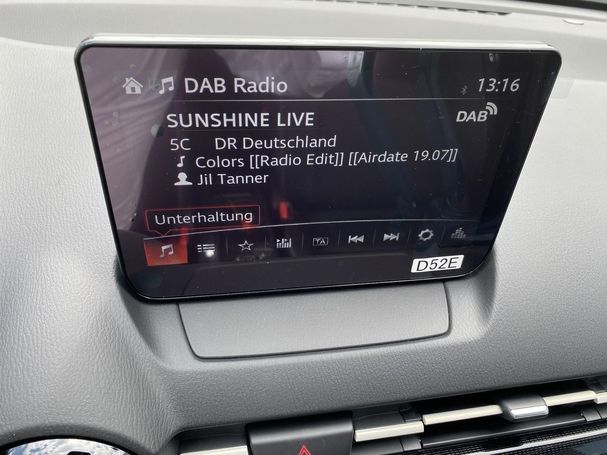 DAB Radio 13:16
SUNSHINE LIVE DAB
5C DR Deutschland
Colors [[Radio Edit]] [[Airdate 19.07]]
Jil Tanner
Unterhaltung
TA
D52E